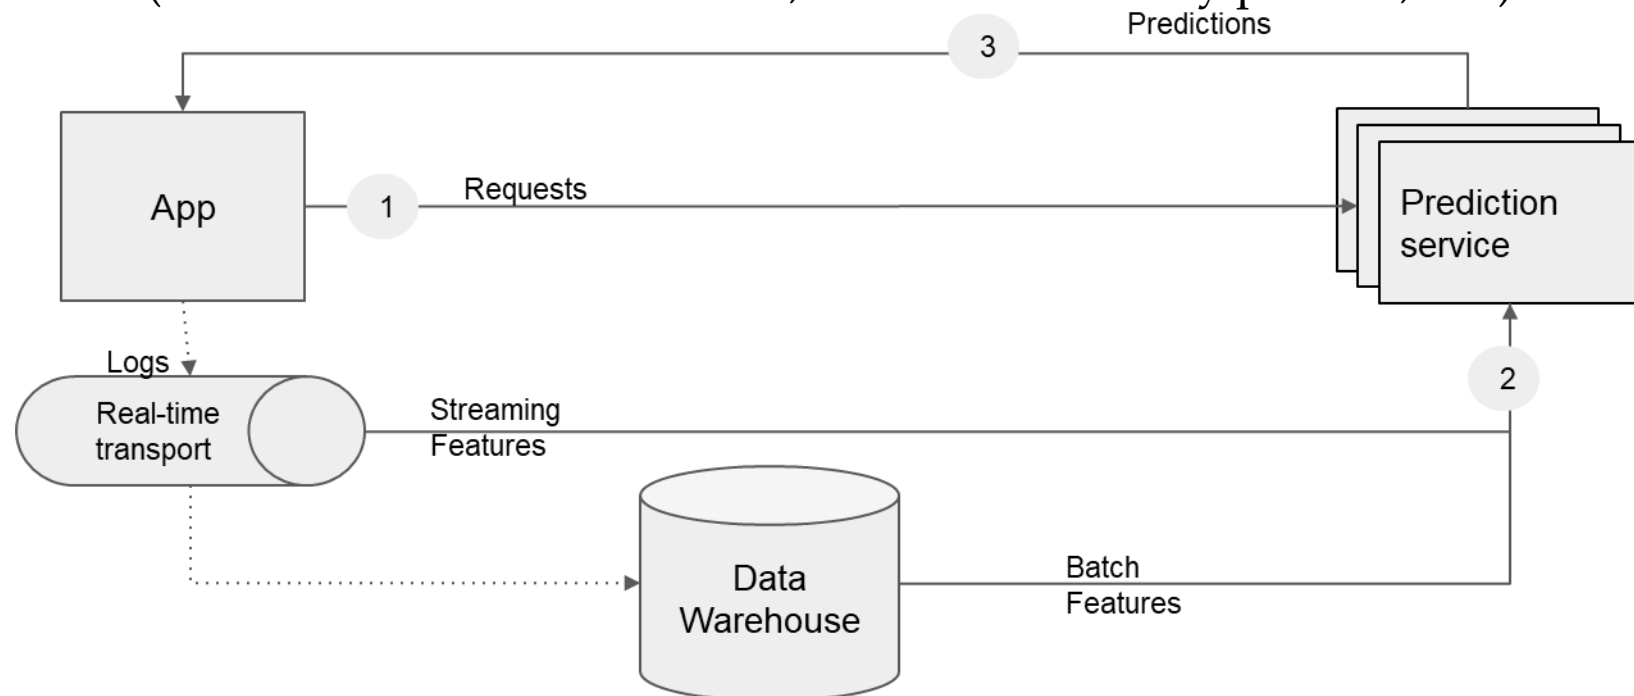 Predictions
3
App
1
Requests
Prediction
service
Logs
2
Real-time
transport
Streaming
Features
Data
Warehouse
Batch
Features